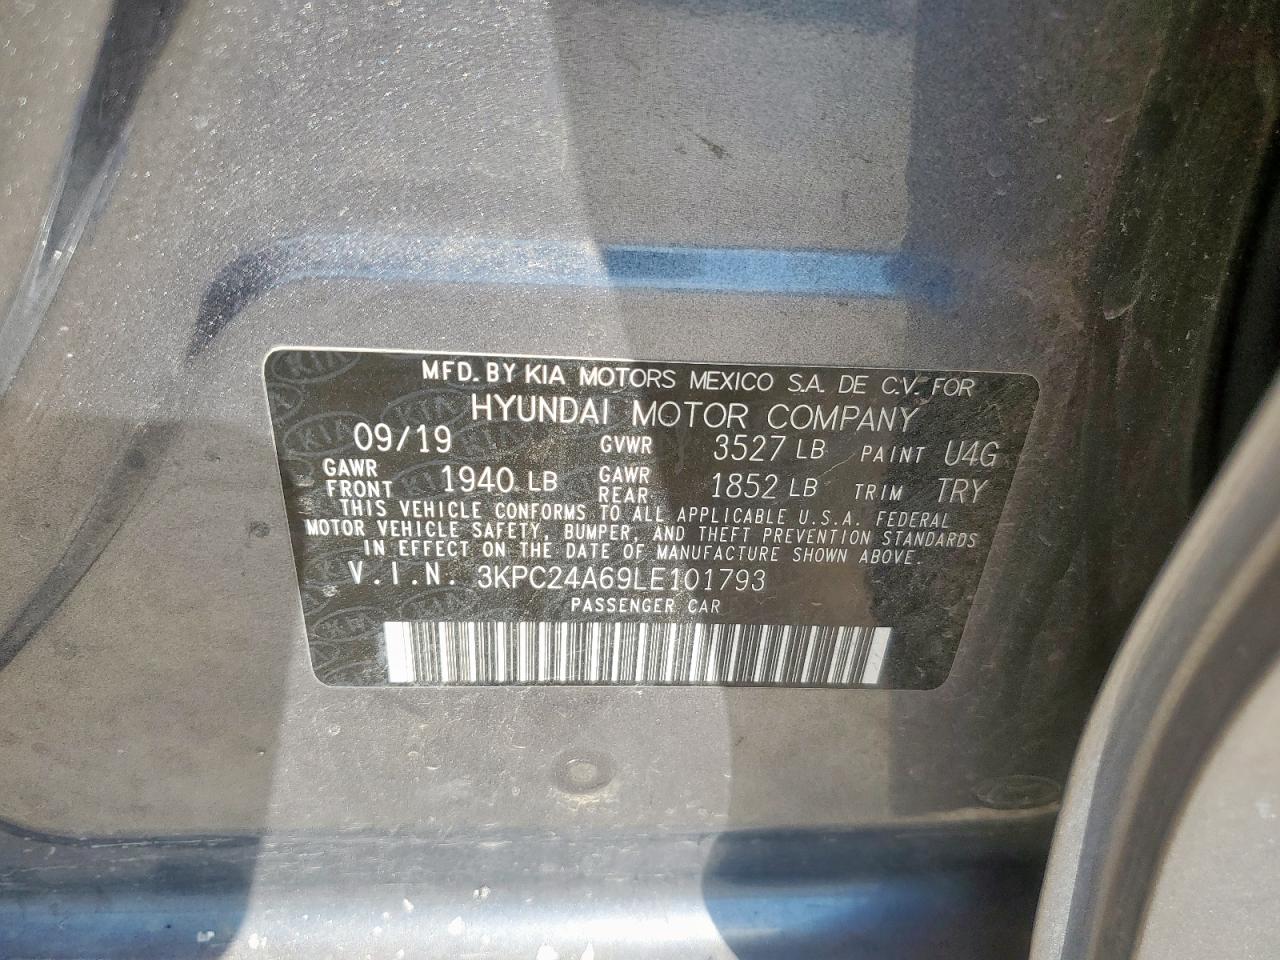 MFD. BY KIA MOTORS MEXICO S.A. DE C.V. FOR
HYUNDAI MOTOR COMPANY
09/19 GVWR 3527 LB PAINT U4G
GAWR FRONT 1940 LB GAWR REAR 1852 LB TRIM TRY
THIS VEHICLE CONFORMS TO ALL APPLICABLE U.S.A. FEDERAL
MOTOR VEHICLE SAFETY, BUMPER, AND THEFT PREVENTION STANDARDS
IN EFFECT ON THE DATE OF MANUFACTURE SHOWN ABOVE.
V.I.N. 3KPC24A69LE101793
PASSENGER CAR